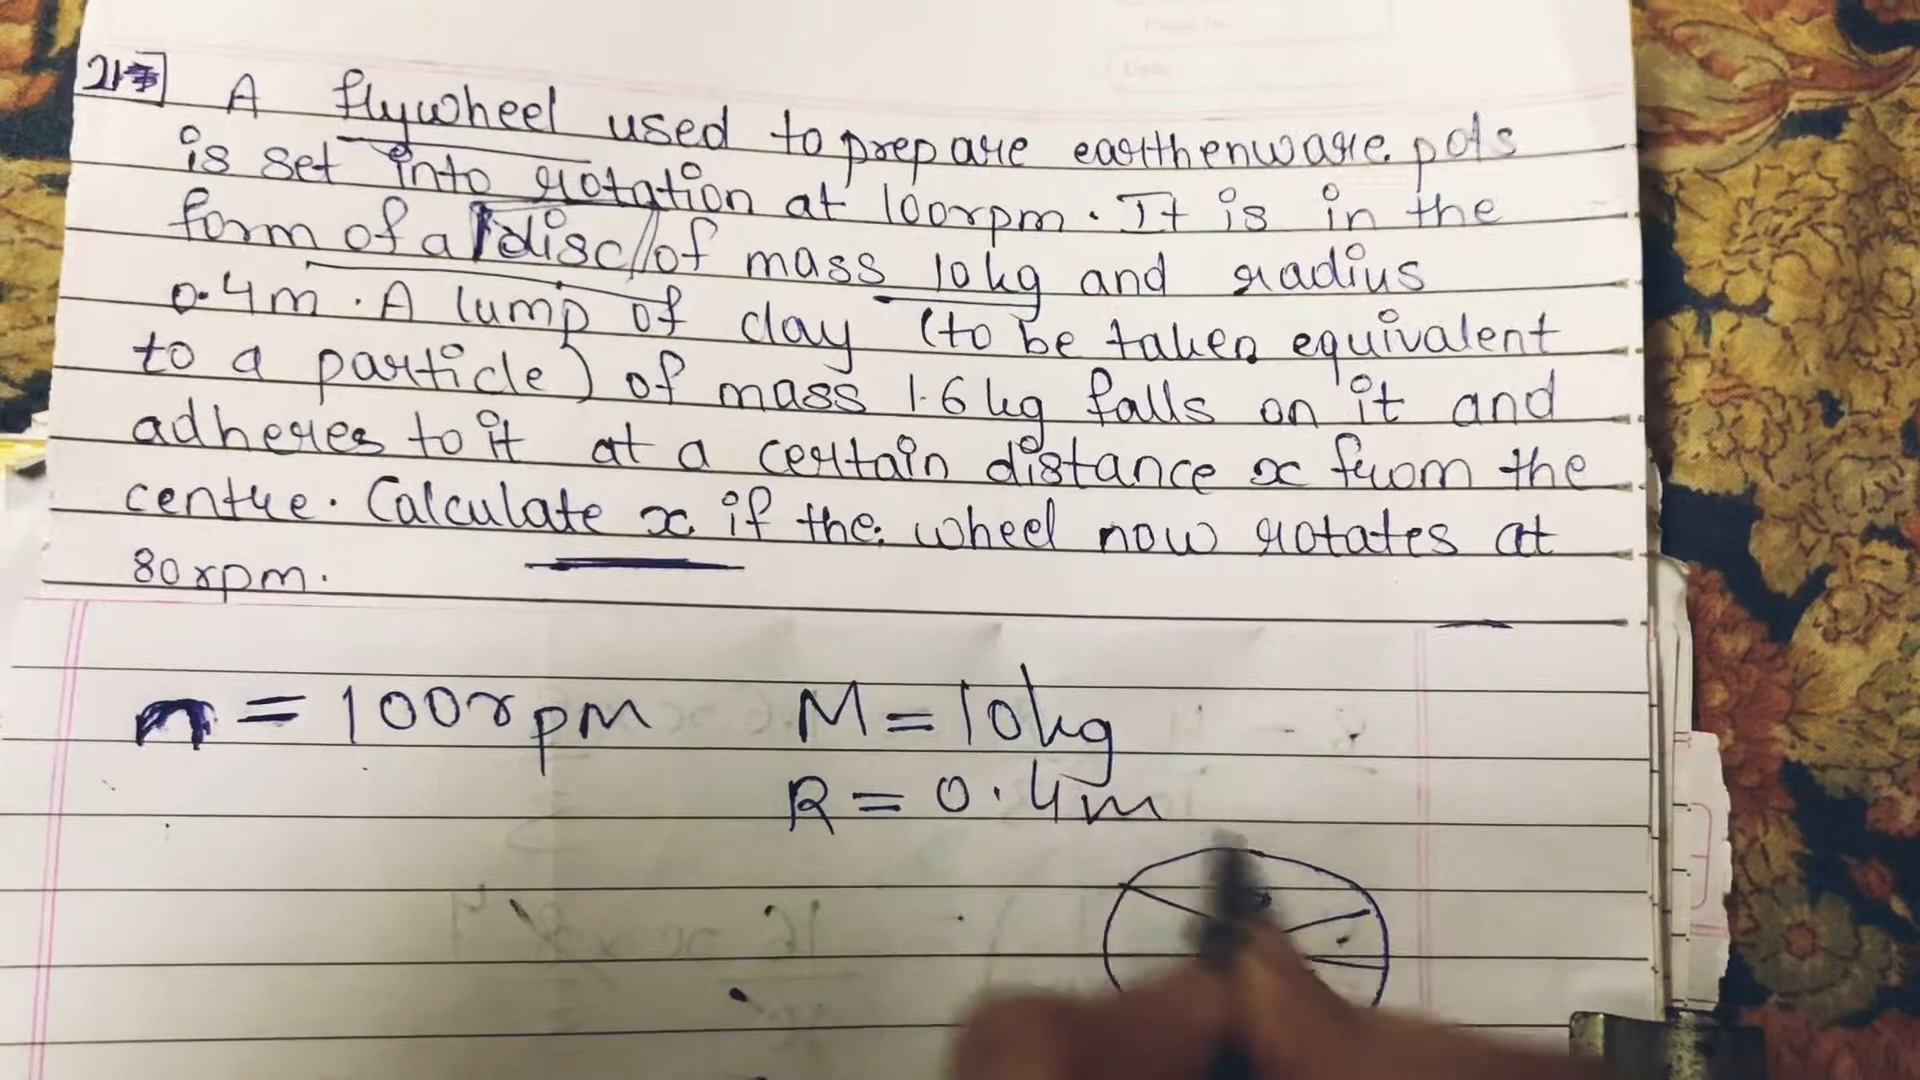 21
A flywheel used to prepare earthenware pots
is set into rotation at 100rpm. It is in the
form of a disc of mass 10kg and radius
0.4m. A lump of clay (to be taken equivalent
to a particle) of mass 1.6kg falls on it and
adheres to it at a certain distance x from the
centre. Calculate x if the wheel now rotates at
80rpm.
n = 100rpm M = 10kg
R = 0.4m